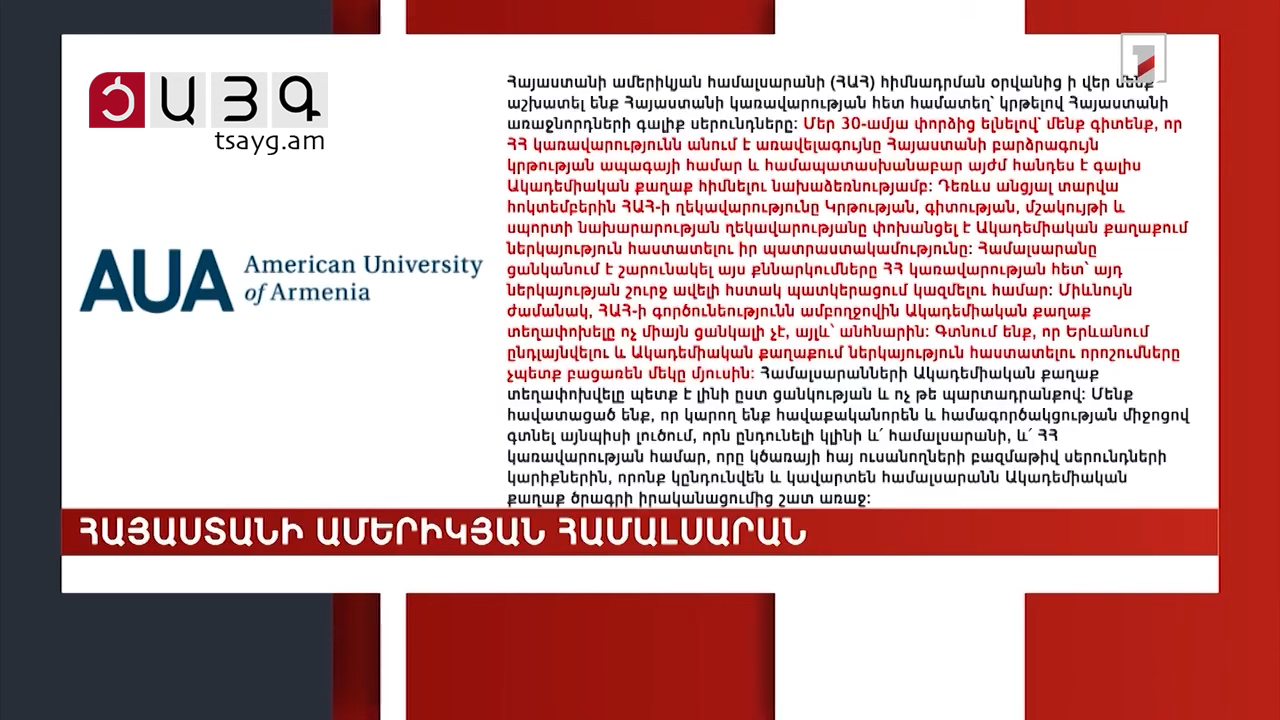 ԾԱՅԳ
tsayg.am
AUA American University
of Armenia
Հայաստանի ամերիկյան համալսարանի (ՀԱՀ) հիմնադրման օրվանից ի վեր մենք
աշխատել ենք Հայաստանի կառավարության հետ համատեղ՝ կրթելով Հայաստանի
առաջնորդների գալիք սերունդները: Մեր 30-ամյա փորձից ելնելով՝ մենք գիտենք, որ
ՀՀ կառավարությունն անում է առավելագույնը Հայաստանի բարձրագույն
կրթության ապագայի համար և համապատասխանաբար այժմ հանդես է գալիս
Ակադեմիական քաղաք հիմնելու նախաձեռնությամբ: Դեռևս անցյալ տարվա
հոկտեմբերին ՀԱՀ-ի ղեկավարությունը Կրթության, գիտության, մշակույթի և
սպորտի նախարարության ղեկավարությանը փոխանցել է Ակադեմիական քաղաքում
ներկայություն հաստատելու իր պատրաստակամությունը: Համալսարանը
ցանկանում է շարունակել այս քննարկումները ՀՀ կառավարության հետ՝ այդ
ներկայության շուրջ ավելի հստակ պատկերացում կազմելու համար: Միևնույն
ժամանակ, ՀԱՀ-ի գործունեությունն ամբողջովին Ակադեմիական քաղաք
տեղափոխելը ոչ միայն ցանկալի չէ, այլև՝ անհնարին: Գտնում ենք, որ Երևանում
ընդլայնվելու և Ակադեմիական քաղաքում ներկայություն հաստատելու որոշումները
չպետք բացառեն մեկը մյուսին: Համալսարանների Ակադեմիական քաղաք
տեղափոխվելը պետք է լինի ըստ ցանկության և ոչ թե պարտադրանքով: Մենք
հավատացած ենք, որ կարող ենք հավաքականորեն և համագործակցության միջոցով
գտնել այնպիսի լուծում, որն ընդունելի կլինի և՛ համալսարանի, և՛ ՀՀ
կառավարության համար, որը կծառայի հայ ուսանողների բազմաթիվ սերունդների
կարիքներին, որոնք կընդունվեն և կավարտեն համալսարանն Ակադեմիական
քաղաք ծրագրի իրականացումից շատ առաջ:
ՀԱՅԱՍՏԱՆԻ ԱՄԵՐԻԿՅԱՆ ՀԱՄԱԼՍԱՐԱՆ